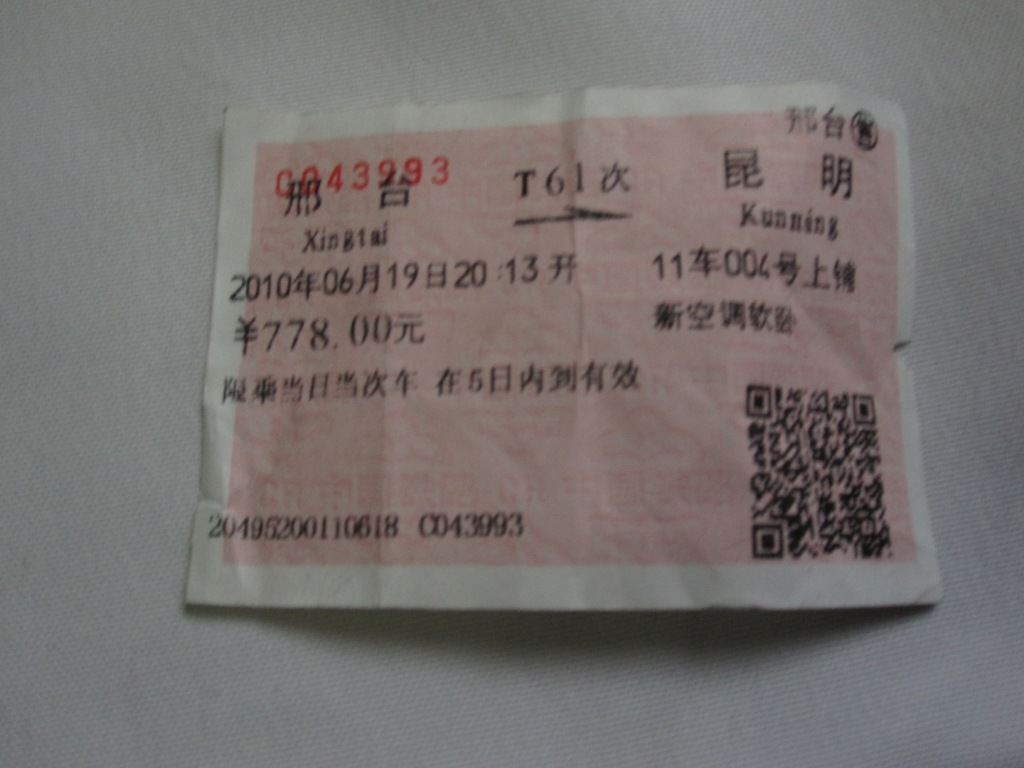 邢台售
C043993
邢台 T61次 昆明
Xingtai Kunming
2010年06月19日20:13开 11车004号上铺
￥778.00元 新空调软卧
限乘当日当次车 在5日内到有效
20495200110618 C043993